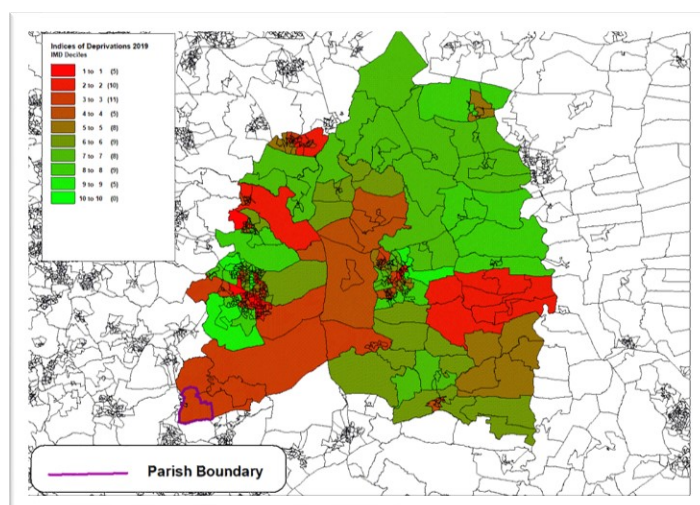 Indices of Deprivations 2019
IMD Deciles
1 to 1 (5)
2 to 2 (10)
3 to 3 (11)
4 to 4 (5)
5 to 5 (8)
6 to 6 (9)
7 to 7 (8)
8 to 8 (9)
9 to 9 (5)
10 to 10 (0)
Parish Boundary